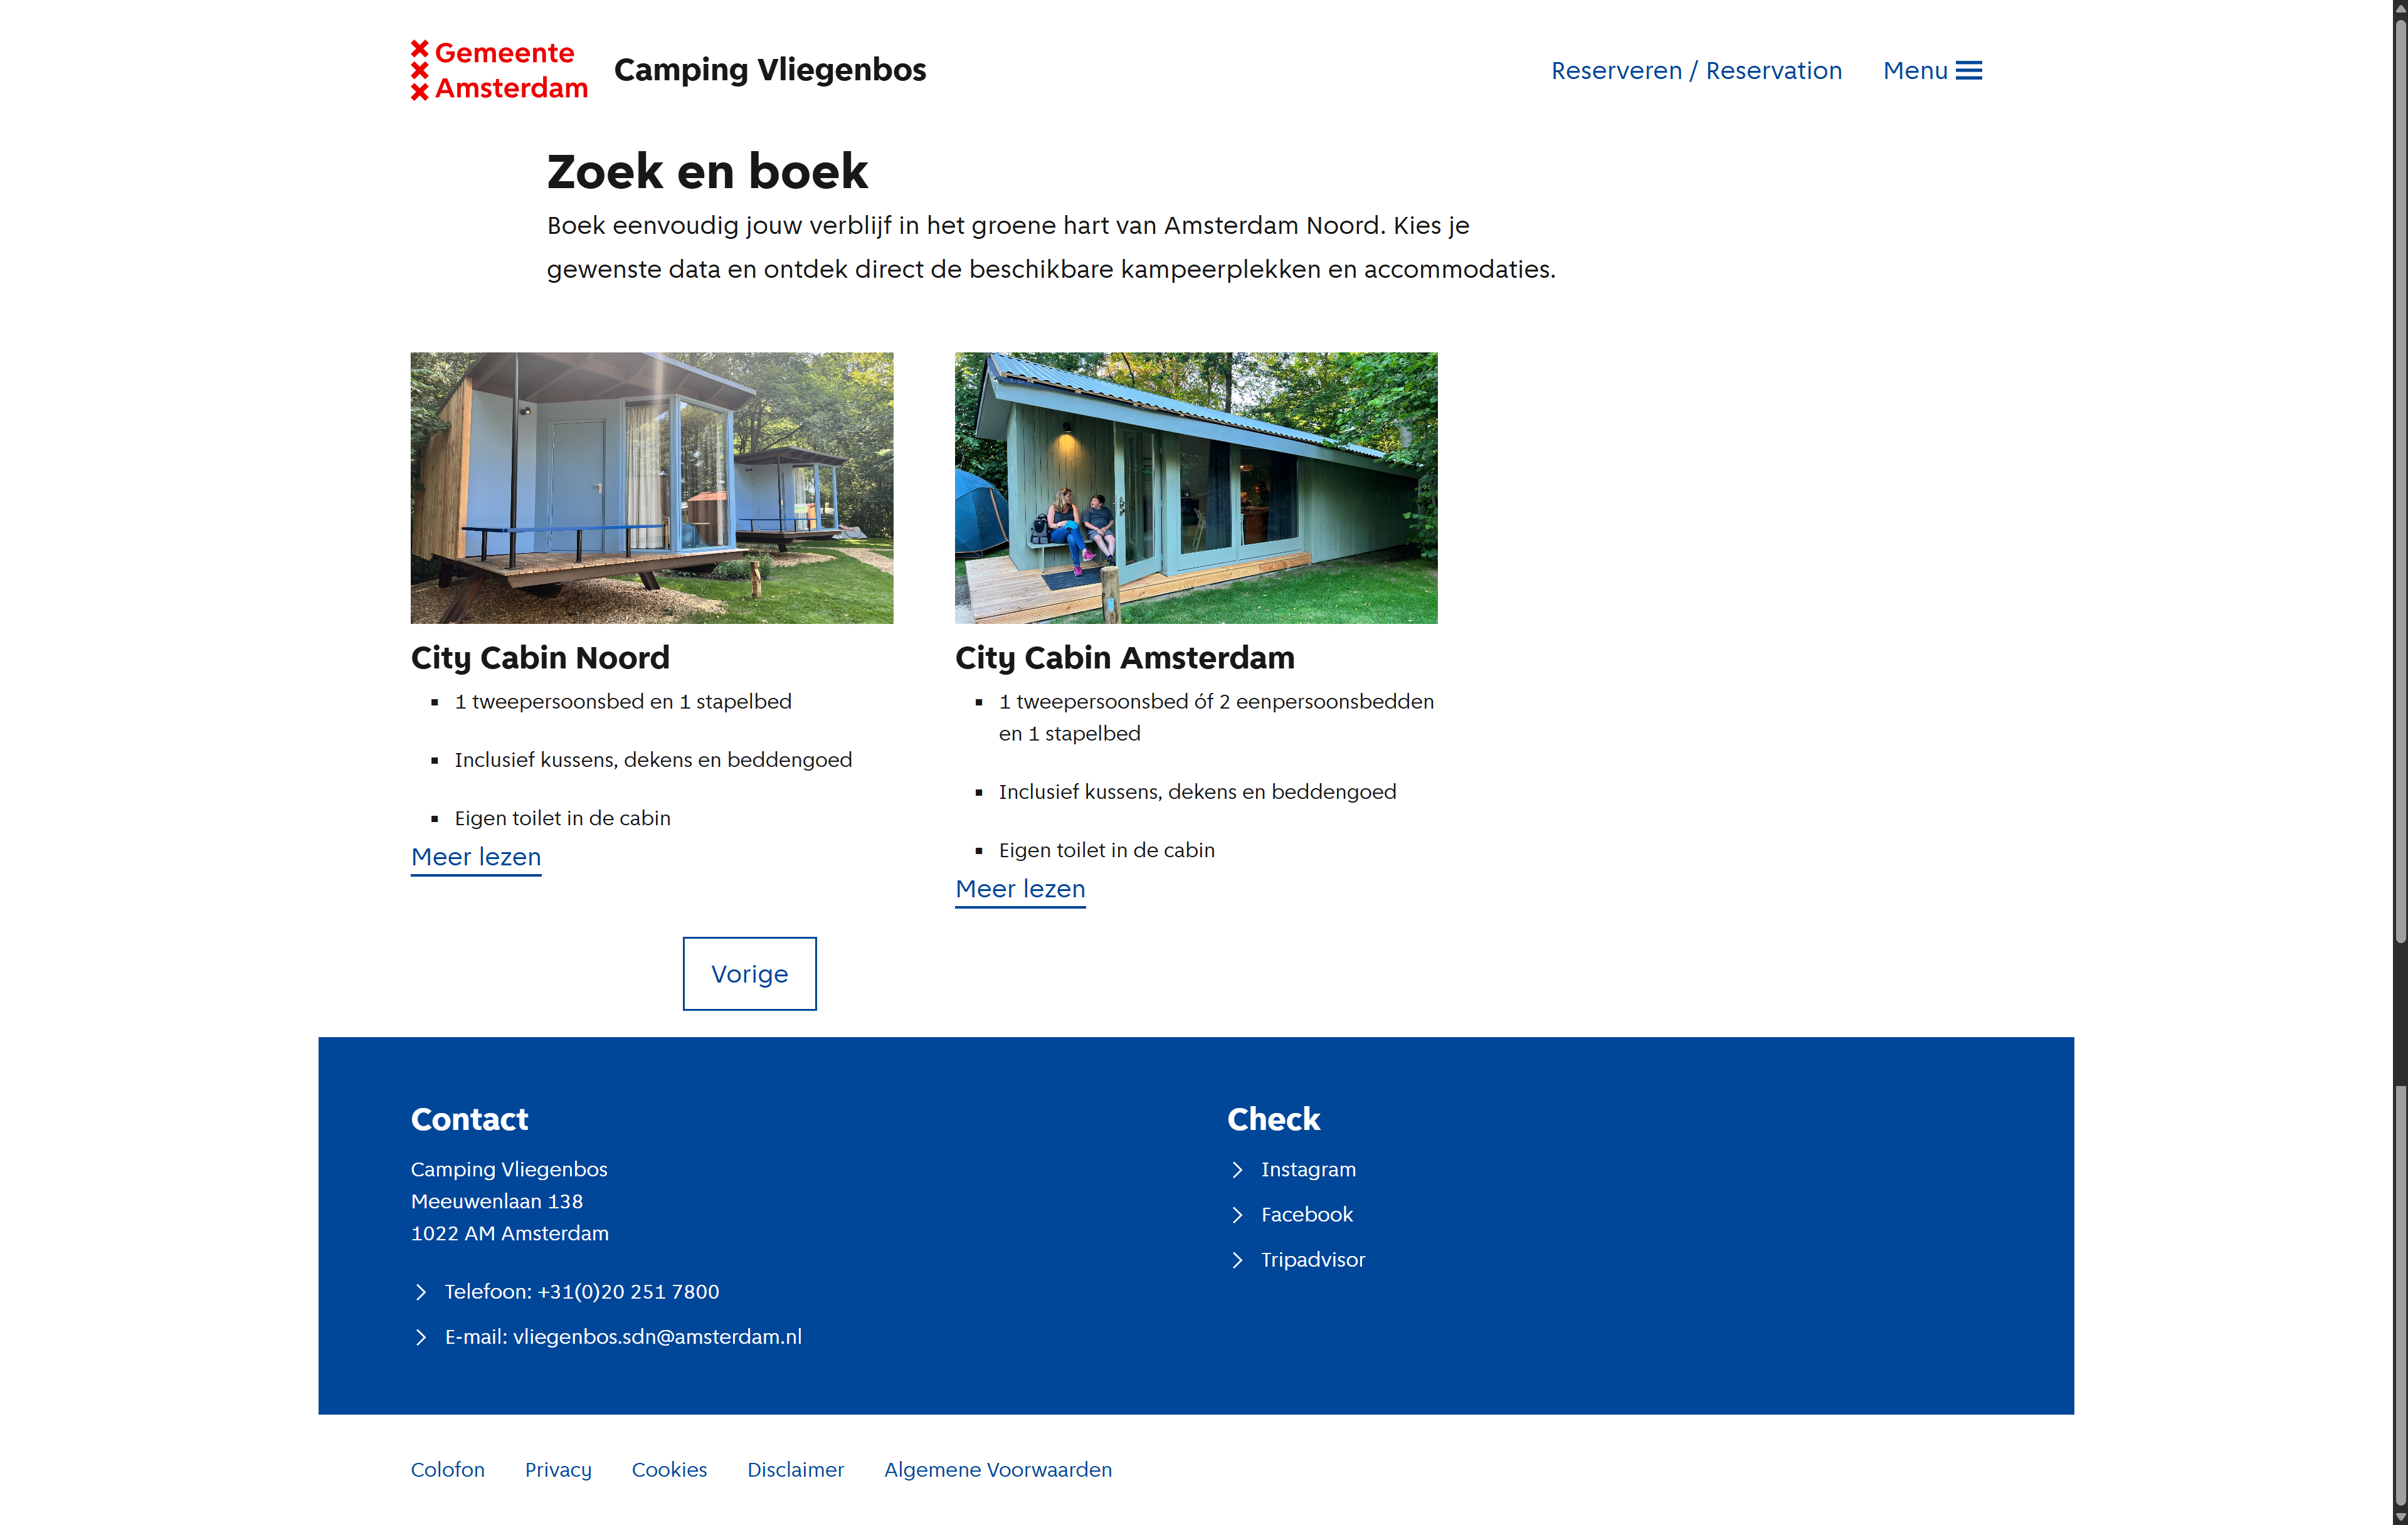 Gemeente
Amsterdam
Camping Vliegenbos
Reserveren / Reservation
Menu
Zoek en boek
Boek eenvoudig jouw verblijf in het groene hart van Amsterdam Noord. Kies je
gewenste data en ontdek direct de beschikbare kampeerplekken en accommodaties.
City Cabin Noord
1 tweepersoonsbed en 1 stapelbed
Inclusief kussens, dekens en beddengoed
Eigen toilet in de cabin
Meer lezen
City Cabin Amsterdam
1 tweepersoonsbed óf 2 eenpersoonsbedden
en 1 stapelbed
Inclusief kussens, dekens en beddengoed
Eigen toilet in de cabin
Meer lezen
Vorige
Contact
Camping Vliegenbos
Meeuwenlaan 138
1022 AM Amsterdam
Telefoon: +31(0)20 251 7800
E-mail: vliegenbos.sdn@amsterdam.nl
Check
Instagram
Facebook
Tripadvisor
Colofon
Privacy
Cookies
Disclaimer
Algemene Voorwaarden